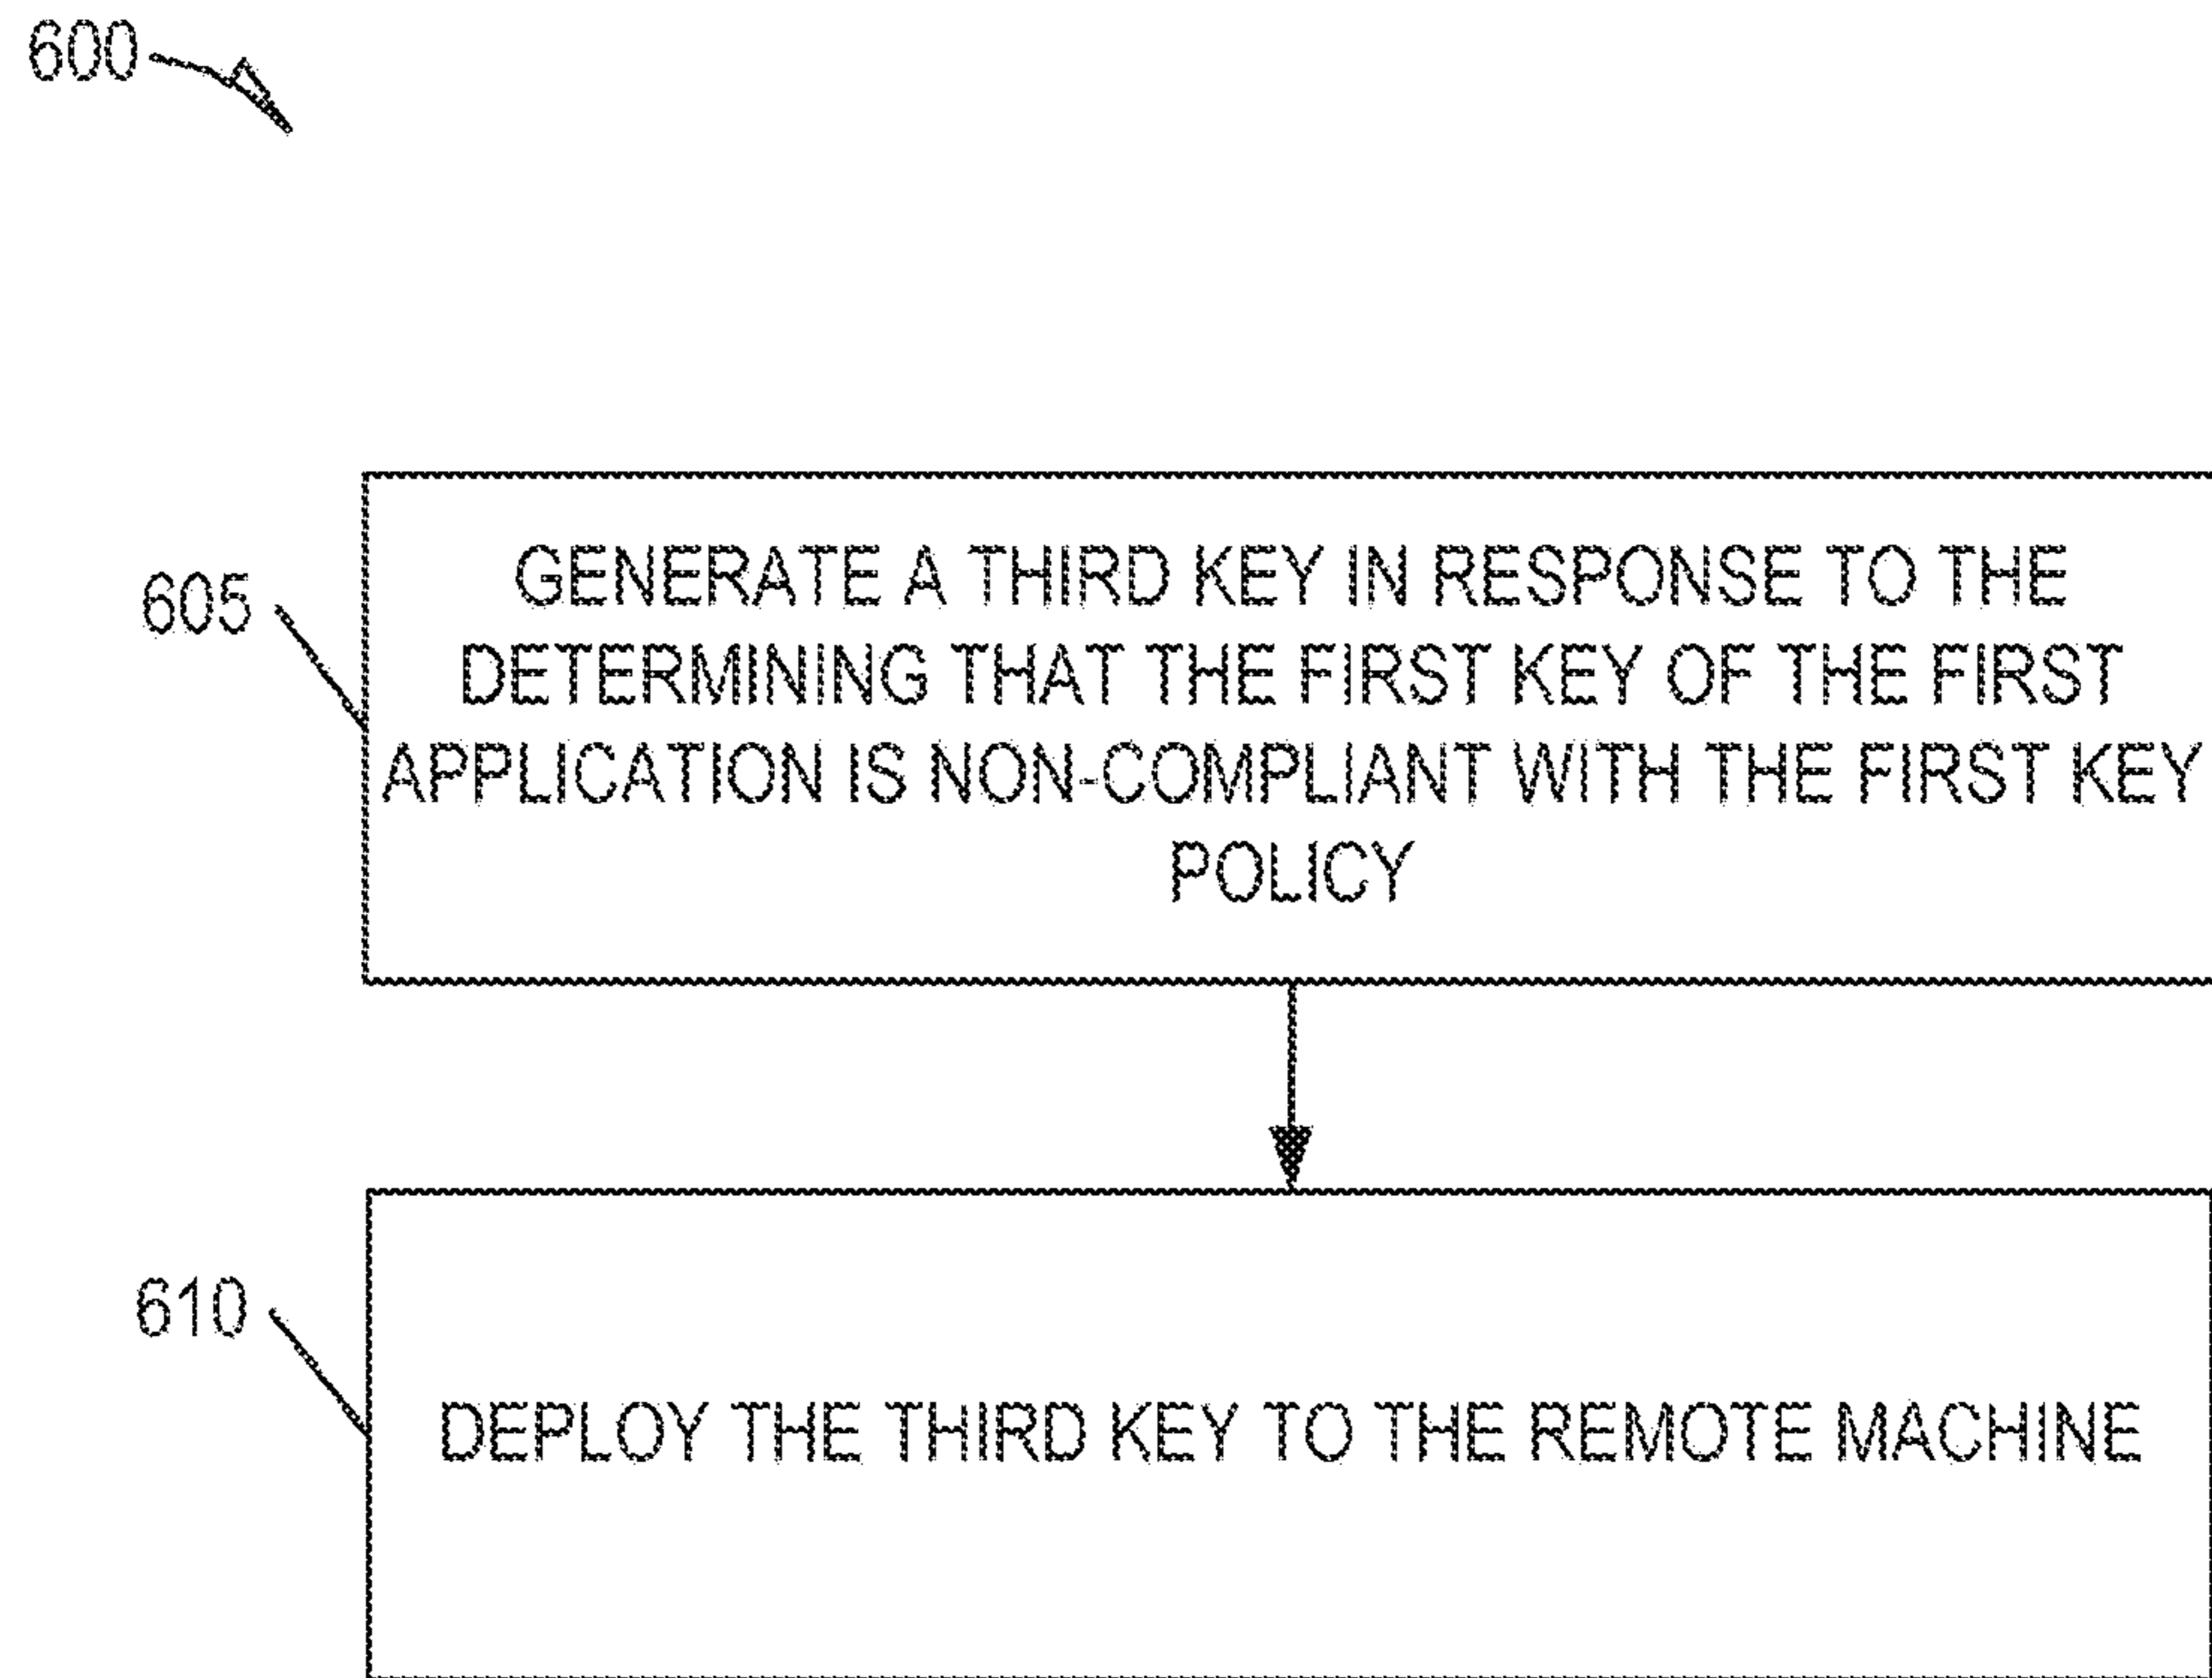 600
605
GENERATE A THIRD KEY IN RESPONSE TO THE
DETERMINING THAT THE FIRST KEY OF THE FIRST
APPLICATION IS NON-COMPLIANT WITH THE FIRST KEY
POLICY
610
DEPLOY THE THIRD KEY TO THE REMOTE MACHINE